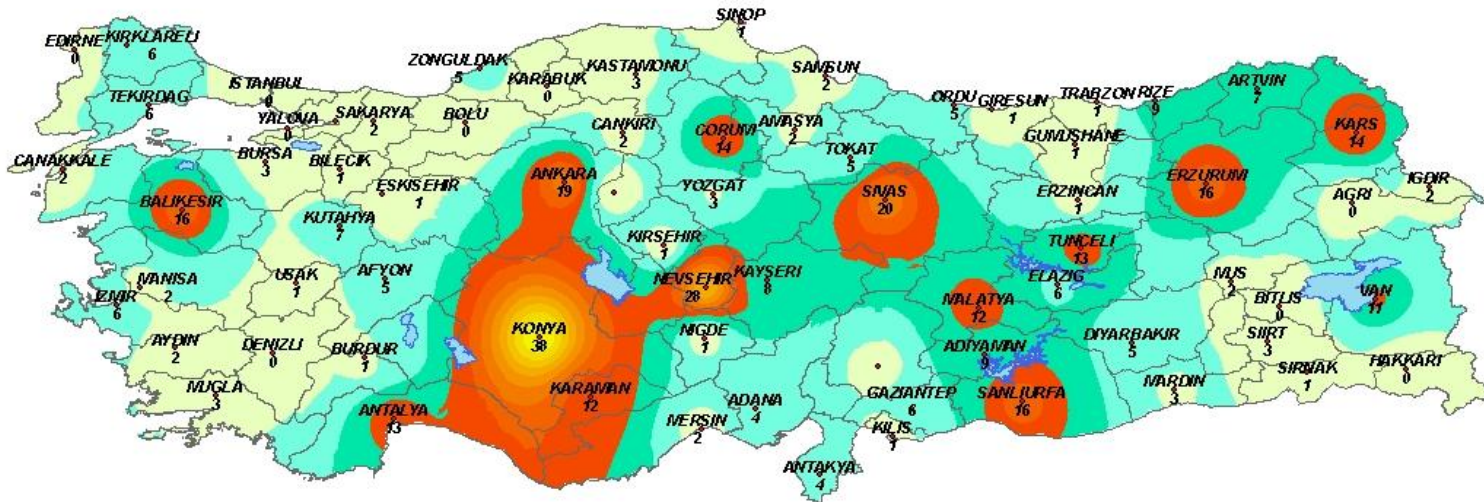 SINOP
1
EDIRNE
0
KIRKLARELI
6
ZONGULDAK
5
KARABUK
0
KASTAMONU
3
SAMSUN
2
ISTANBUL
0
TEKIRDAG
6
YALOVA
0
SAKARYA
2
BOLU
0
CANKIRI
2
CORUM
14
AMASYA
2
ORDU
5
GIRESUN
1
TRABZON
1
RIZE
9
ARTVIN
7
KARS
14
GUMUSHANE
1
TOKAT
5
CANAKKALE
2
BURSA
3
BILECIK
1
ESKISEHIR
1
ANKARA
19
YOZGAT
3
SIVAS
20
ERZINCAN
1
ERZURUM
16
AGRI
0
IGDIR
2
BALIKESIR
16
KUTAHYA
7
KIRSEHIR
1
TUNCELI
13
MANISA
2
USAK
1
AFYON
5
NEVSEHIR
28
KAYSERI
8
ELAZIG
6
MUS
2
BITLIS
0
VAN
11
IZMIR
6
MALATYA
12
AYDIN
2
DENIZLI
0
BURDUR
1
KONYA
38
NIGDE
1
ADIYAMAN
9
DIYARBAKIR
5
SIIRT
3
SIRNAK
1
HAKKARI
0
MUGLA
3
ANTALYA
13
KARAMAN
12
MERSIN
2
ADANA
4
GAZIANTEP
6
KILIS
1
SANLIURFA
16
MARDIN
3
ANTAKYA
4